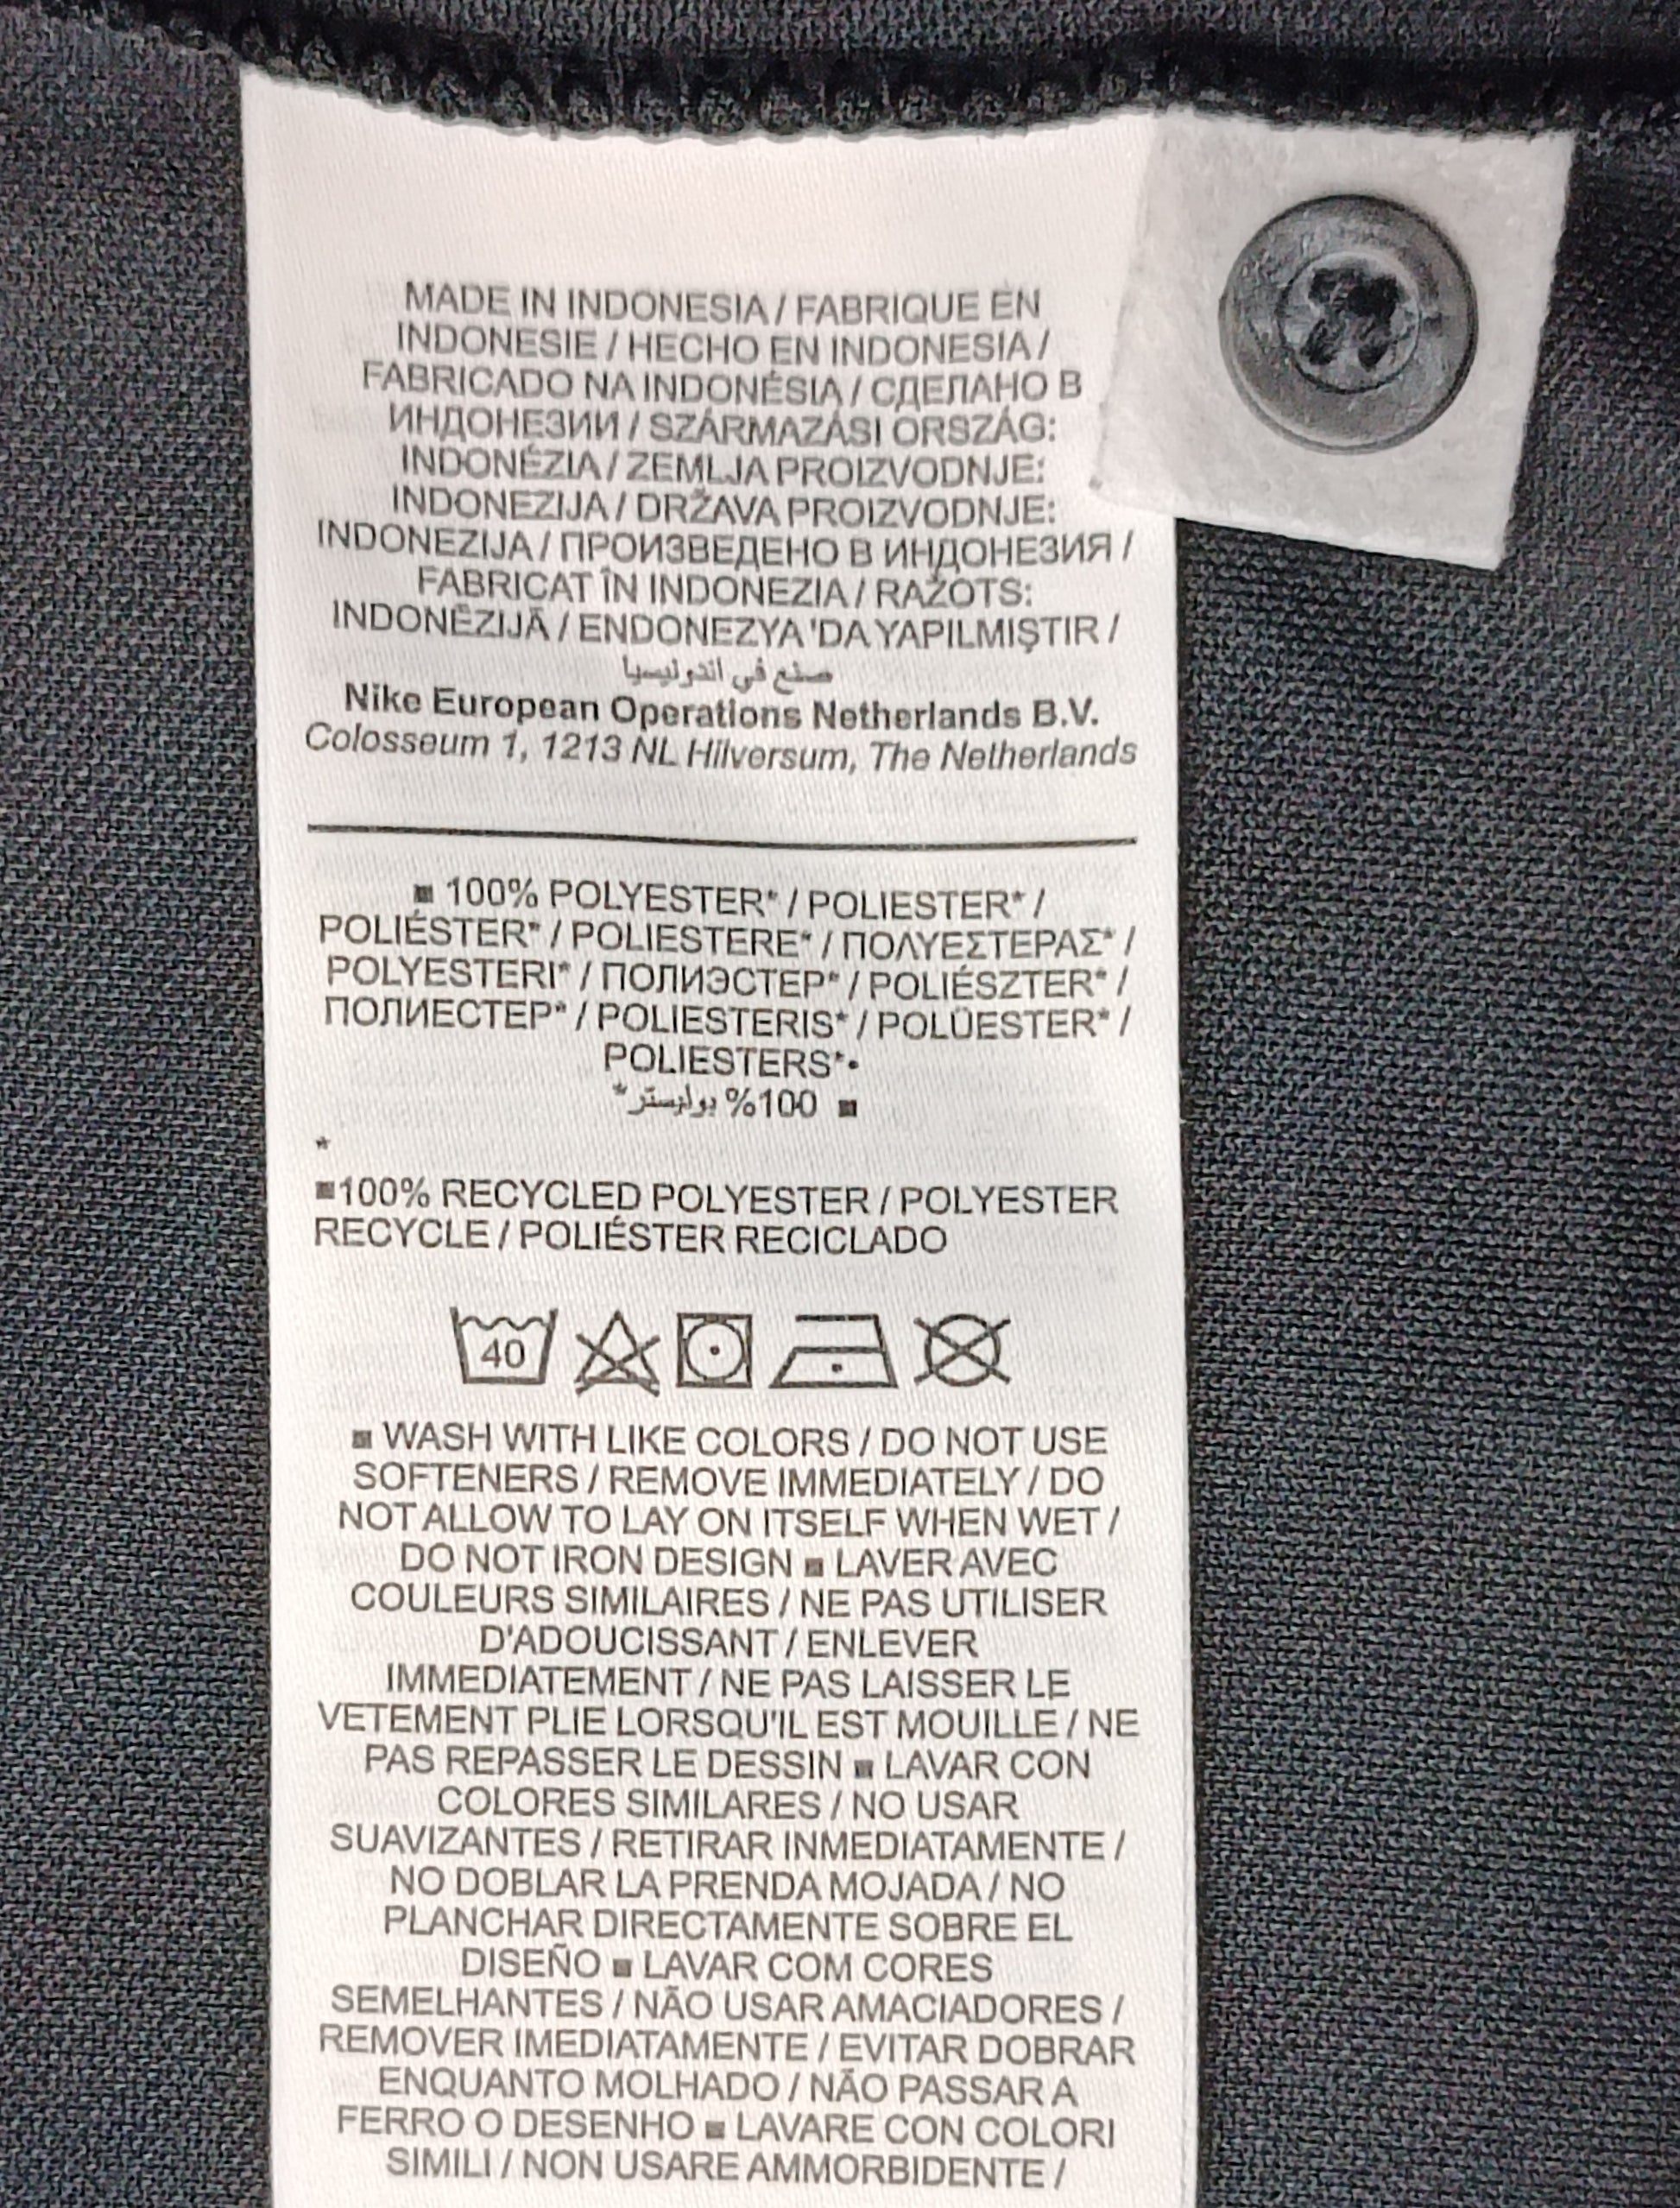 MADE IN INDONESIA / FABRIQUE EN
INDONESIE / HECHO EN INDONESIA /
FABRICADO NA INDONÉSIA / СДЕЛАНО В
ИНДОНЕЗИИ / SZÁRMAZÁSI ORSZÁG:
INDONÉZIA / ZEMLJA PROIZVODNJE:
INDONEZIJA / DRŽAVA PROIZVODNJE:
INDONEZIJA / ПРОИЗВЕДЕНО В ИНДОНЕЗИЯ /
FABRICAT ÎN INDONEZIA / RAŽOTS:
INDONĒZIJĀ / ENDONEZYA'DA YAPILMIŞTIR /
صنع في اندونيسيا
Nike European Operations Netherlands B.V.
Colosseum 1, 1213 NL Hilversum, The Netherlands
■ 100% POLYESTER* / POLIESTER* /
POLIÉSTER* / POLIESTERE* / ΠΟΛΥΕΣΤΕΡΑΣ* /
POLYESTERI* / ПОЛИЭСТЕР* / POLIÉSZTER* /
ПОЛИЕСТЕР* / POLIESTERIS* / POLÜESTER* /
POLIESTERS*•
■ 100% بوليستر*
*
■100% RECYCLED POLYESTER / POLYESTER
RECYCLE / POLIÉSTER RECICLADO
40
■ WASH WITH LIKE COLORS / DO NOT USE
SOFTENERS / REMOVE IMMEDIATELY / DO
NOT ALLOW TO LAY ON ITSELF WHEN WET /
DO NOT IRON DESIGN ■ LAVER AVEC
COULEURS SIMILAIRES / NE PAS UTILISER
D'ADOUCISSANT / ENLEVER
IMMEDIATEMENT / NE PAS LAISSER LE
VETEMENT PLIE LORSQU'IL EST MOUILLE / NE
PAS REPASSER LE DESSIN ■ LAVAR CON
COLORES SIMILARES / NO USAR
SUAVIZANTES / RETIRAR INMEDIATAMENTE /
NO DOBLAR LA PRENDA MOJADA / NO
PLANCHAR DIRECTAMENTE SOBRE EL
DISEÑO ■ LAVAR COM CORES
SEMELHANTES / NÃO USAR AMACIADORES /
REMOVER IMEDIATAMENTE / EVITAR DOBRAR
ENQUANTO MOLHADO / NÃO PASSAR A
FERRO O DESENHO ■ LAVARE CON COLORI
SIMILI / NON USARE AMMORBIDENTE /